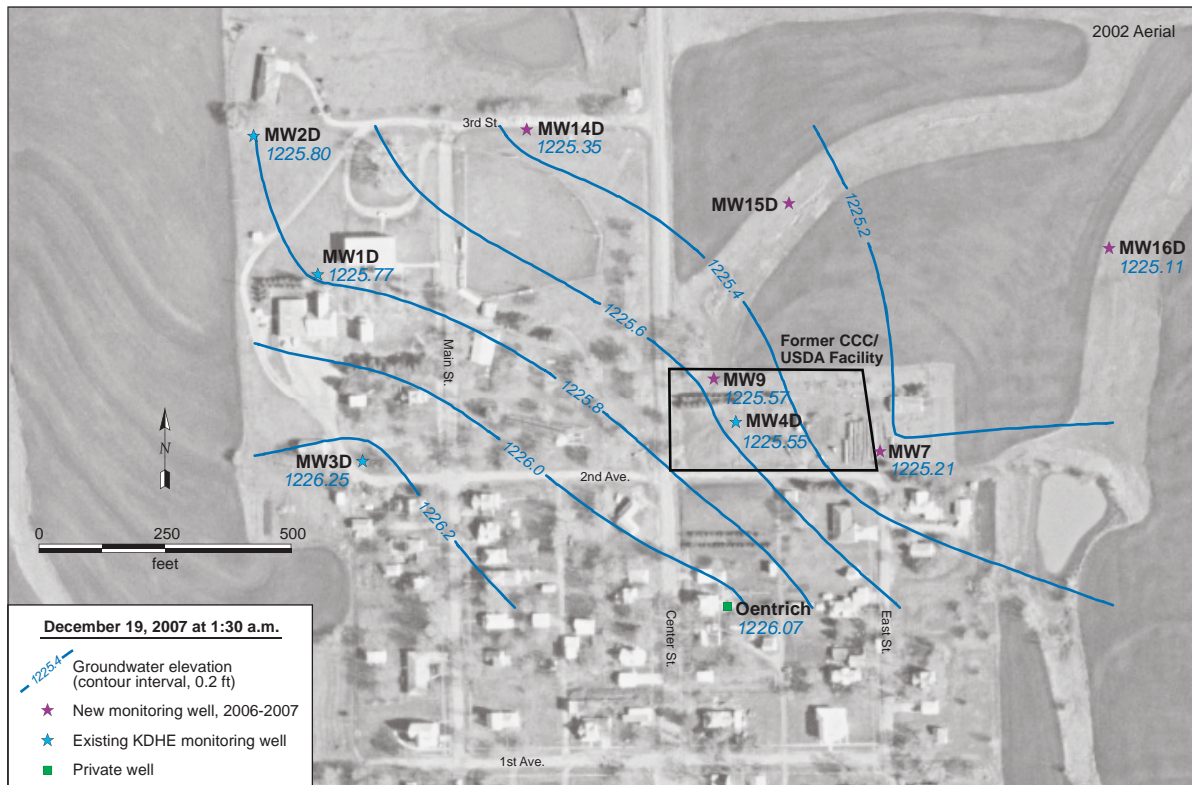 2002 Aerial
3rd St.
MW14D
1225.35
MW2D
1225.80
MW15D
1225.2
MW16D
1225.11
MW1D
1225.77
1225.4
1225.6
Former CCC/
USDA Facility
Main St.
1225.8
MW9
1225.57
MW4D
1225.55
MW7
1225.21
MW3D
1226.25
1226.0
2nd Ave.
N
1226.2
0 250 500
feet
Oentrich
1226.07
Center St.
East St.
1st Ave.
December 19, 2007 at 1:30 a.m.
1225.4
Groundwater elevation
(contour interval, 0.2 ft)
New monitoring well, 2006-2007
Existing KDHE monitoring well
Private well